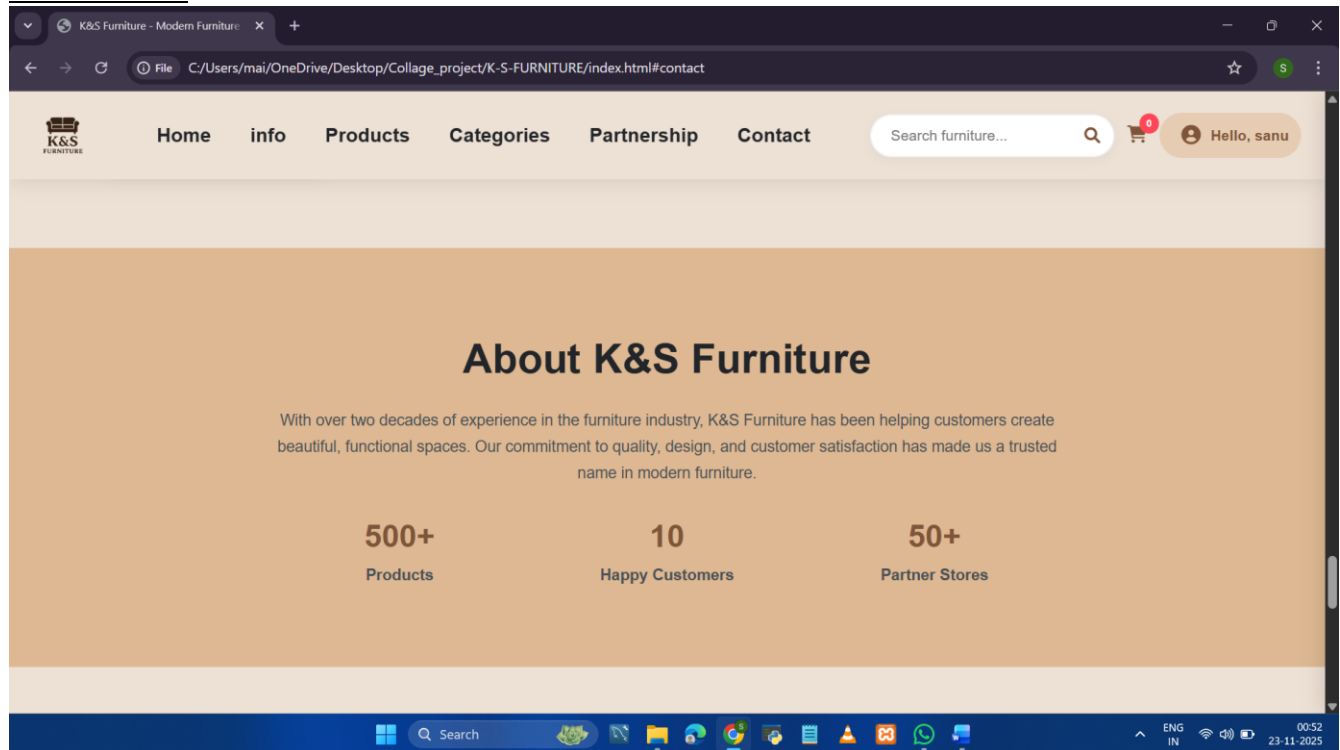 K&S Furniture - Modern Furniture
File C:/Users/mai/OneDrive/Desktop/Collage_project/K-S-FURNITURE/index.html#contact S
K&S
FURNITURE
Home info Products Categories Partnership Contact Search furniture... 0 Hello, sanu
About K&S Furniture
With over two decades of experience in the furniture industry, K&S Furniture has been helping customers create
beautiful, functional spaces. Our commitment to quality, design, and customer satisfaction has made us a trusted
name in modern furniture.
500+ 10 50+
Products Happy Customers Partner Stores
Search
ENG
IN
00:52
23-11-2025